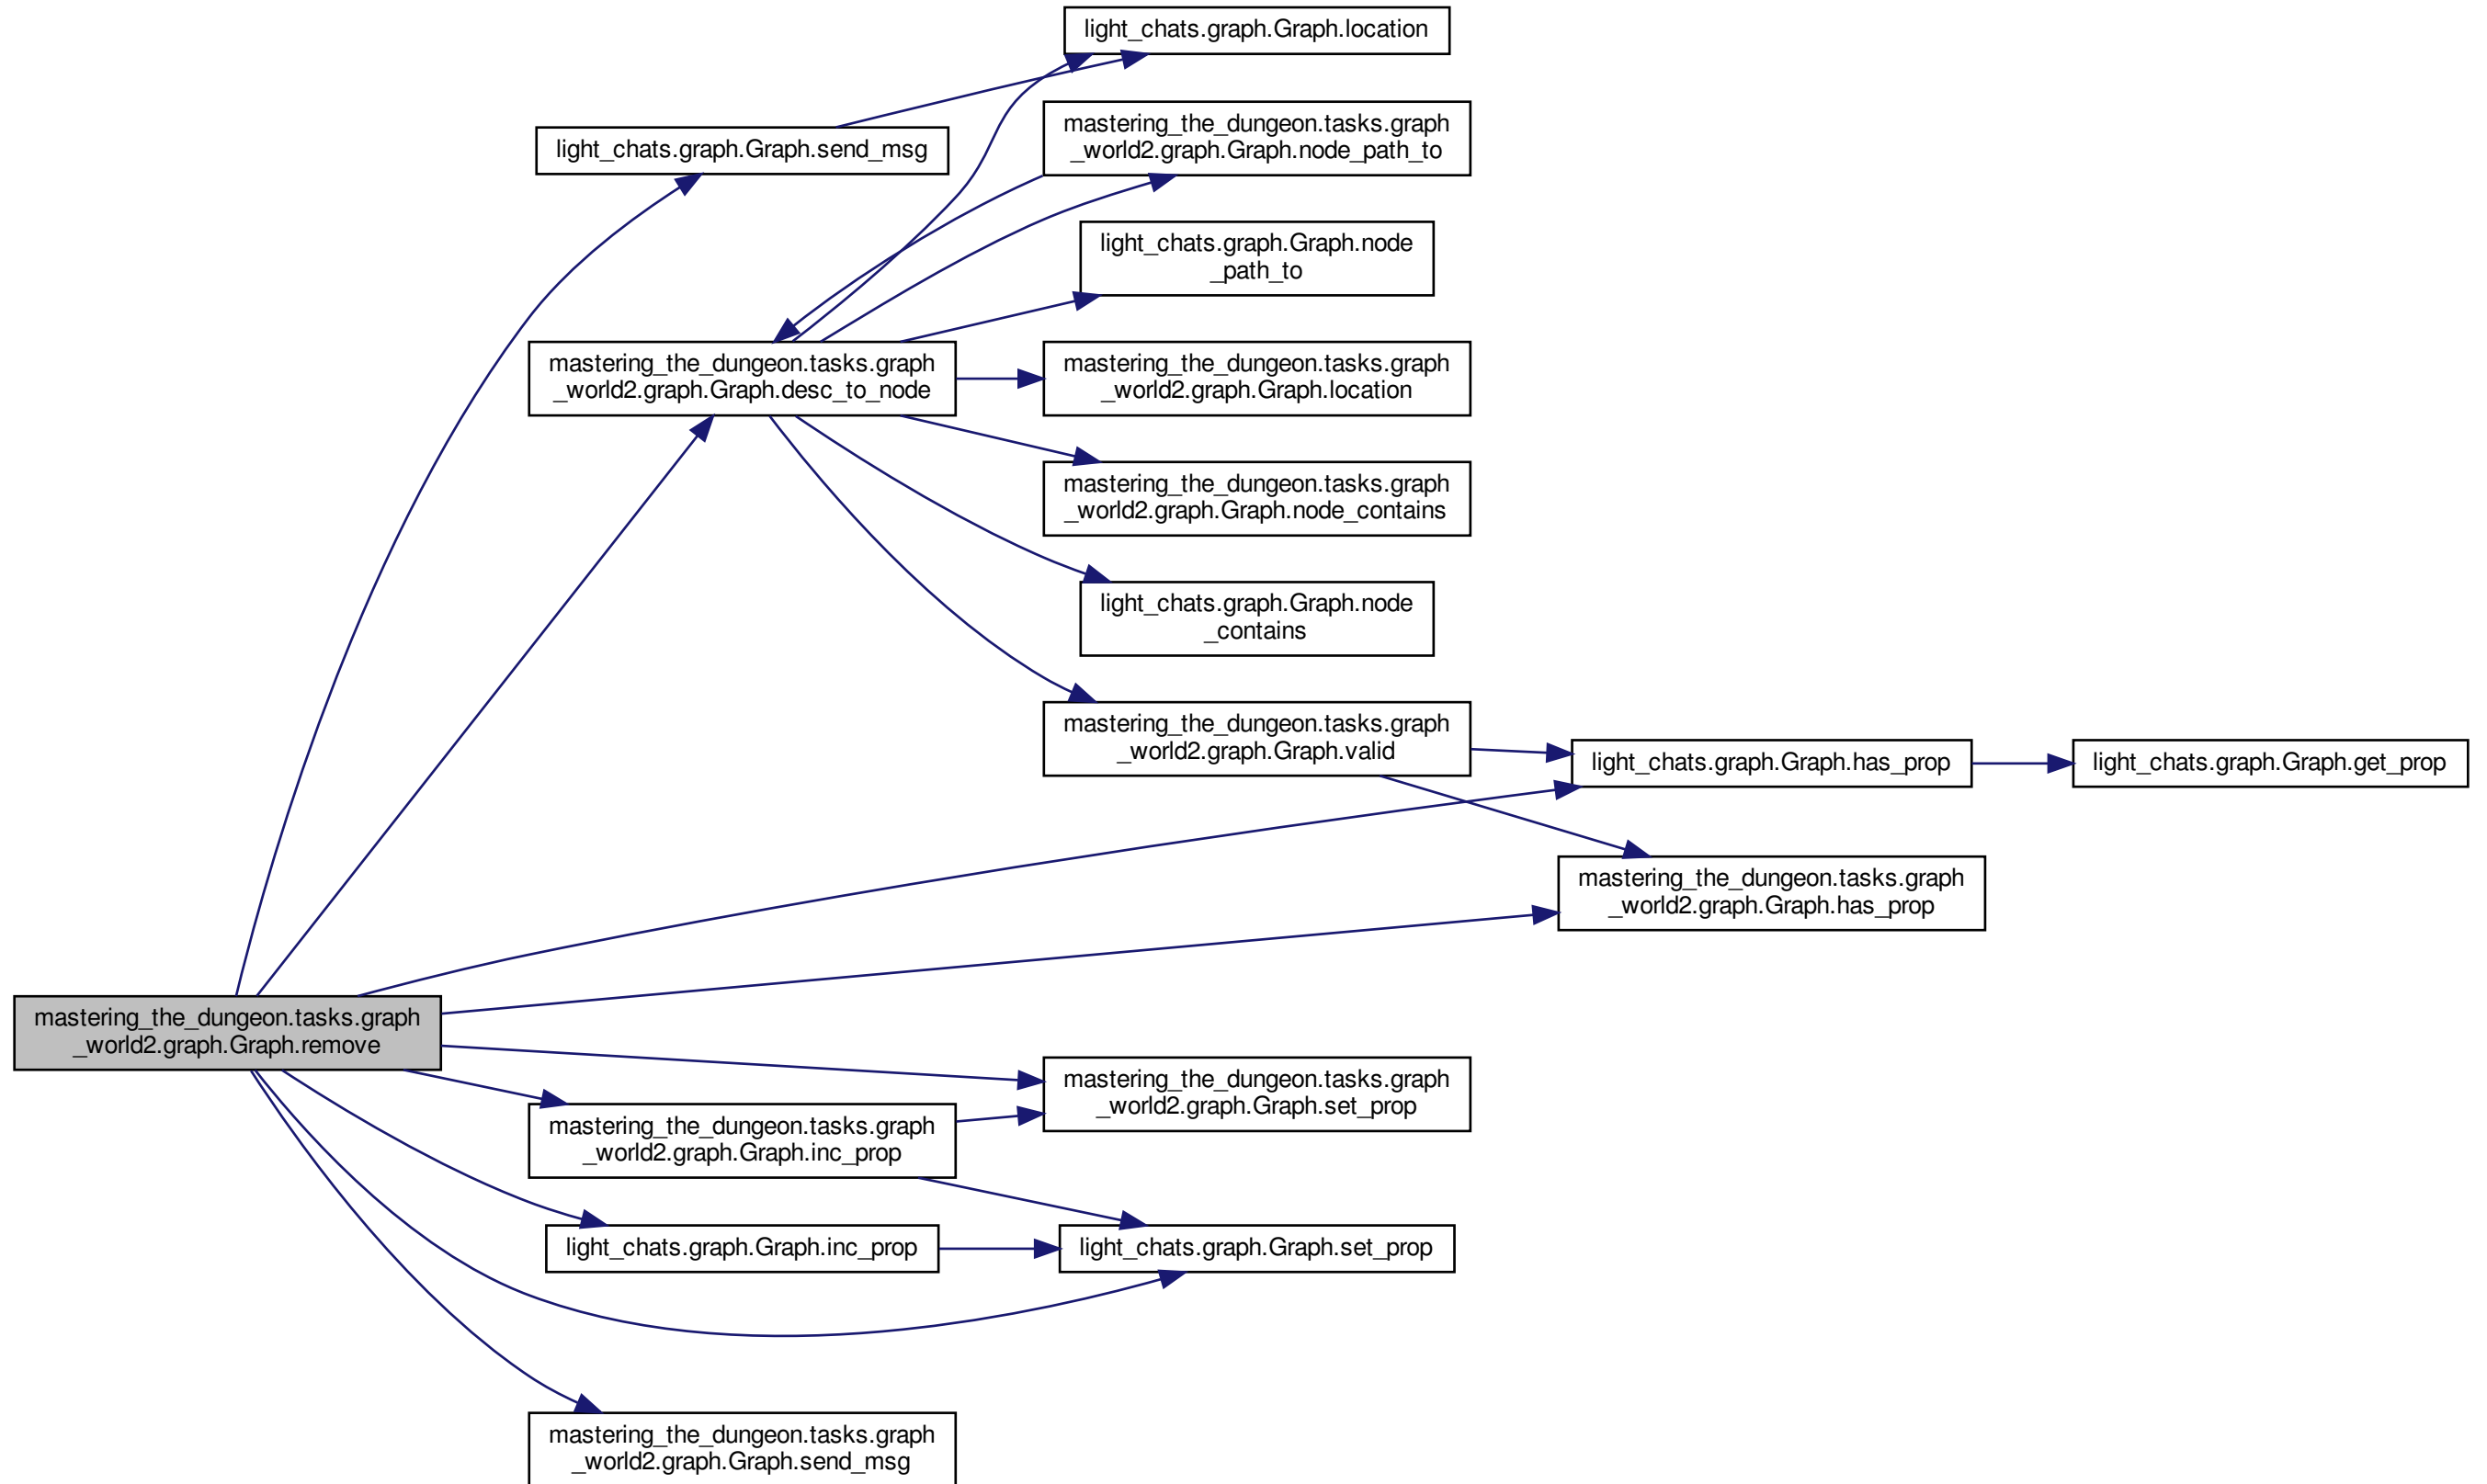 light_chats.graph.Graph.location
mastering_the_dungeon.tasks.graph
_world2.graph.Graph.node_path_to
light_chats.graph.Graph.send_msg
light_chats.graph.Graph.node
_path_to
mastering_the_dungeon.tasks.graph
_world2.graph.Graph.desc_to_node
mastering_the_dungeon.tasks.graph
_world2.graph.Graph.location
mastering_the_dungeon.tasks.graph
_world2.graph.Graph.node_contains
light_chats.graph.Graph.node
_contains
mastering_the_dungeon.tasks.graph
_world2.graph.Graph.valid
light_chats.graph.Graph.has_prop
light_chats.graph.Graph.get_prop
mastering_the_dungeon.tasks.graph
_world2.graph.Graph.has_prop
mastering_the_dungeon.tasks.graph
_world2.graph.Graph.remove
mastering_the_dungeon.tasks.graph
_world2.graph.Graph.set_prop
mastering_the_dungeon.tasks.graph
_world2.graph.Graph.inc_prop
light_chats.graph.Graph.inc_prop
light_chats.graph.Graph.set_prop
mastering_the_dungeon.tasks.graph
_world2.graph.Graph.send_msg